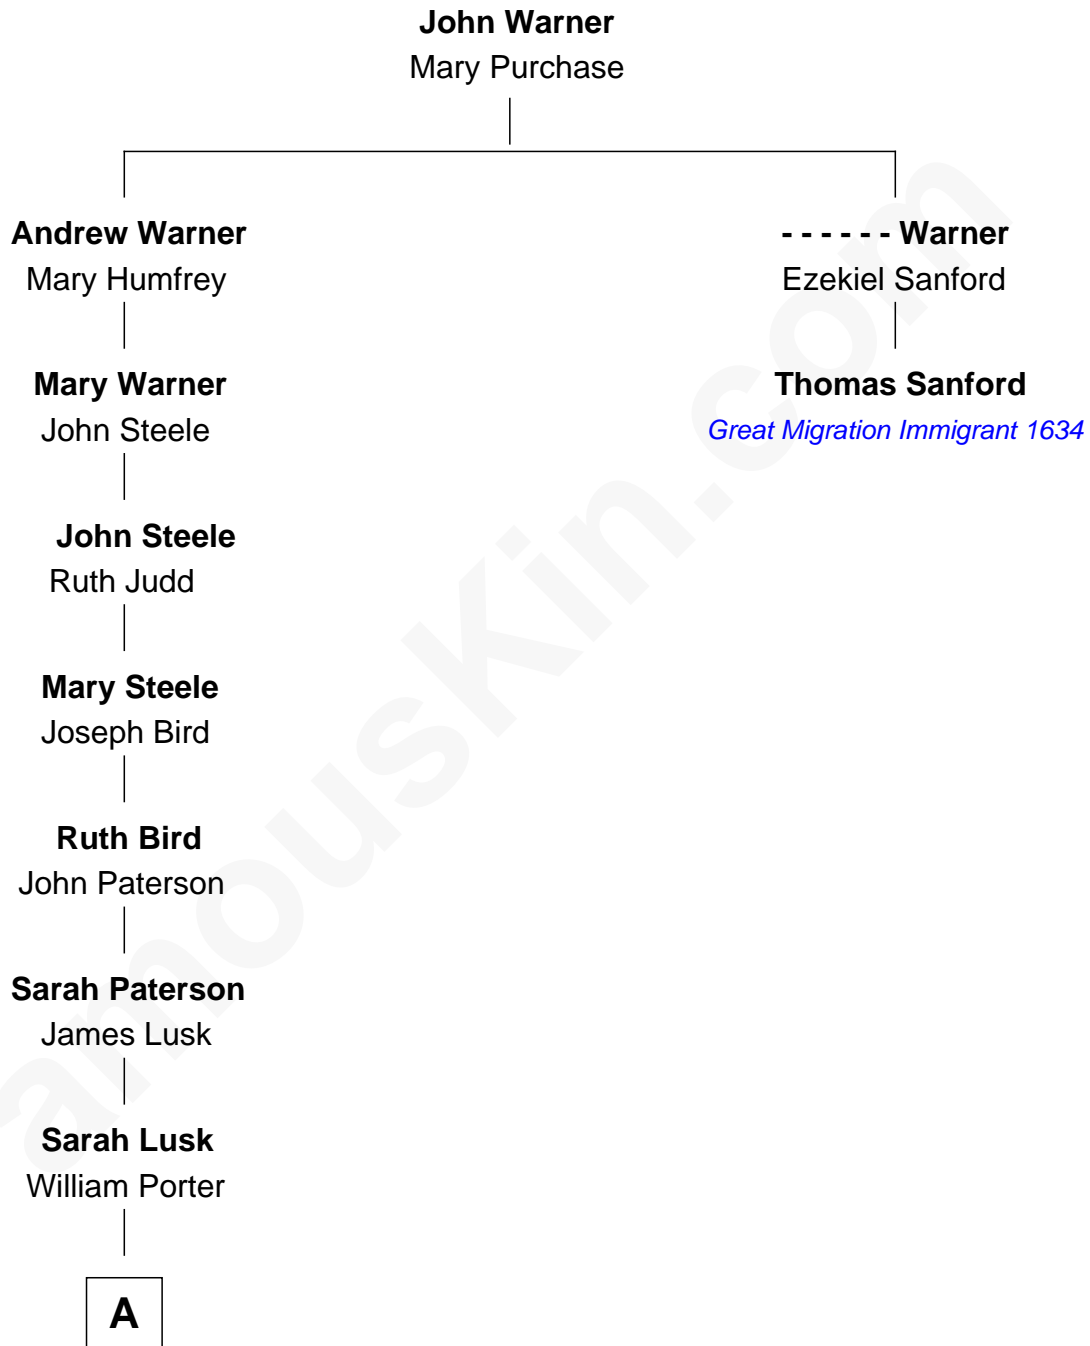 John Warner
Mary Purchase
Andrew Warner
Mary Humfrey
- - - - - - Warner
Ezekiel Sanford
Mary Warner
John Steele
Thomas Sanford
Great Migration Immigrant 1634
John Steele
Ruth Judd
Mary Steele
Joseph Bird
Ruth Bird
John Paterson
Sarah Paterson
James Lusk
Sarah Lusk
William Porter
A
amousKin.com